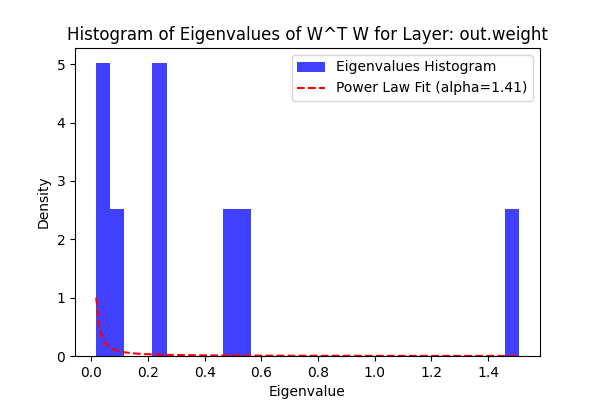 Histogram of Eigenvalues of W^T W for Layer: out.weight
Eigenvalues Histogram
Power Law Fit (alpha=1.41)
Density
5
4
3
2
1
0
0.0 0.2 0.4 0.6 0.8 1.0 1.2 1.4
Eigenvalue